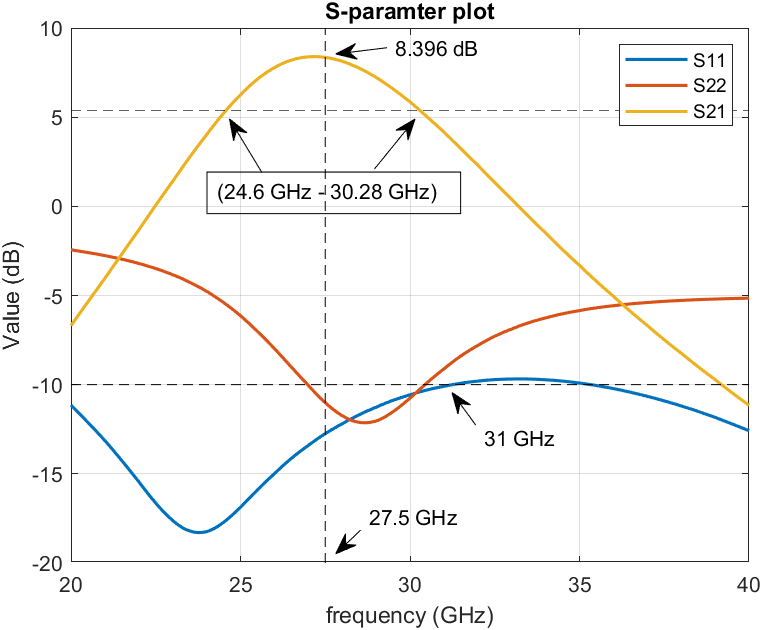 S-paramter plot
10
8.396 dB
S11
S22
S21
5
(24.6 GHz - 30.28 GHz)
0
Value (dB)
-5
-10
31 GHz
-15
27.5 GHz
-20
20
25
30
35
40
frequency (GHz)